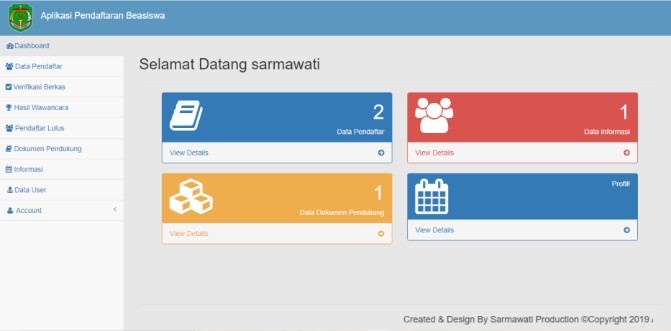 Aplikasi Pendaftaran Beasiswa
Dashboard
Data Pendaftar
Verifikasi Berkas
Hasil Wawancara
Pendaftar Lulus
Dokumen Pendukung
Informasi
Data User
Account
Selamat Datang sarmawati
2
Data Pendaftar
View Details
1
Data Informasi
View Details
1
Data Dokumen Pendukung
View Details
Profill
View Details
Created & Design By Sarmawati Production ©Copyright 2019